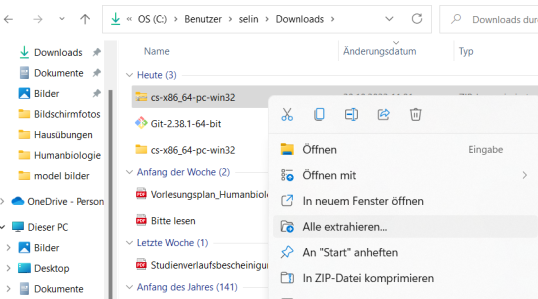 « OS (C:) › Benutzer › selin › Downloads ›
Downloads dur
Name
Änderungsdatum
Typ
Downloads
Dokumente
Bilder
Bildschirmfotos
Hausübungen
Humanbiologie
model bilder
OneDrive - Person
Dieser PC
Bilder
Desktop
Dokumente
Heute (3)
cs-x86_64-pc-win32
Git-2.38.1-64-bit
cs-x86_64-pc-win32
Anfang der Woche (2)
Vorlesungsplan_Humanbiol
Bitte lesen
Letzte Woche (1)
Studienverlaufsbescheinigu
Anfang des Jahres (141)
Öffnen
Eingabe
Öffnen mit
In neuem Fenster öffnen
Alle extrahieren...
An "Start" anheften
In ZIP-Datei komprimieren